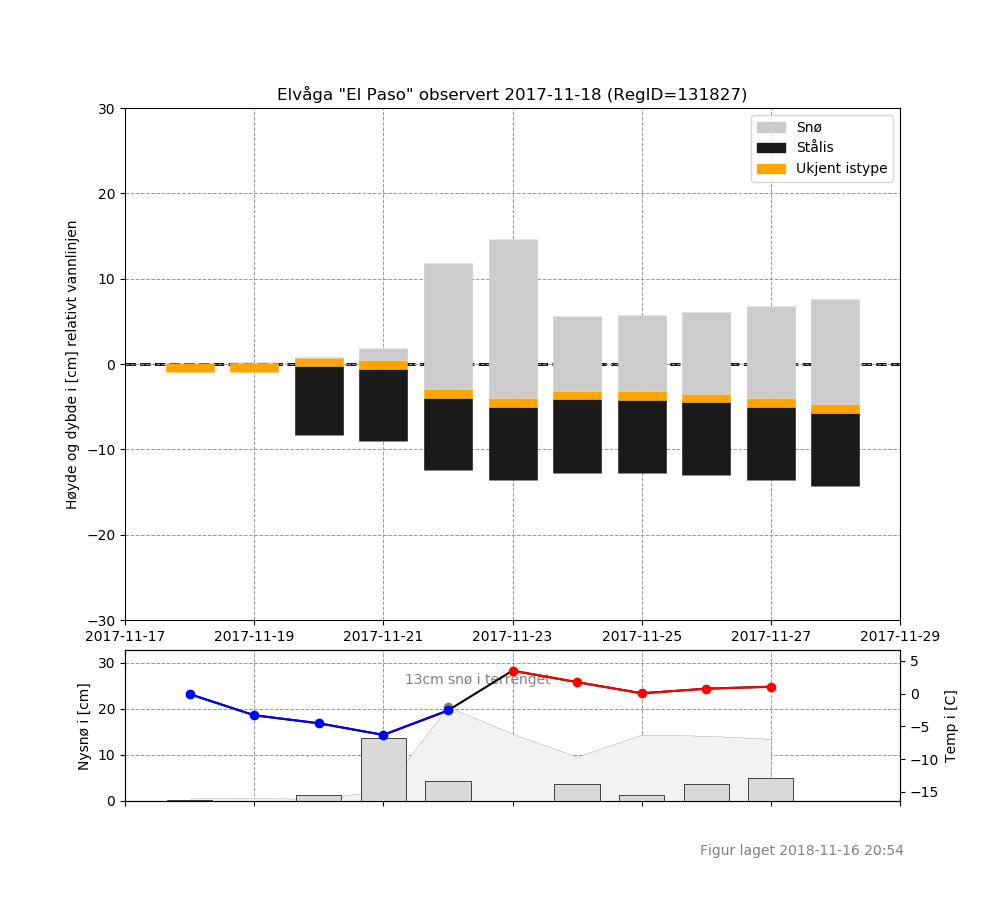 Elvåga "El Paso" observert 2017-11-18 (RegID=131827)
Snø
Stålis
Ukjent istype
Høyde og dybde i [cm] relativt vannlinjen
30
20
10
0
−10
−20
−30
2017-11-17 2017-11-19 2017-11-21 2017-11-23 2017-11-25 2017-11-27 2017-11-29
Nysnø i [cm]
30
20
10
0
13cm snø i terrenget
5
0
−5
−10
−15
Temp i [C]
Figur laget 2018-11-16 20:54